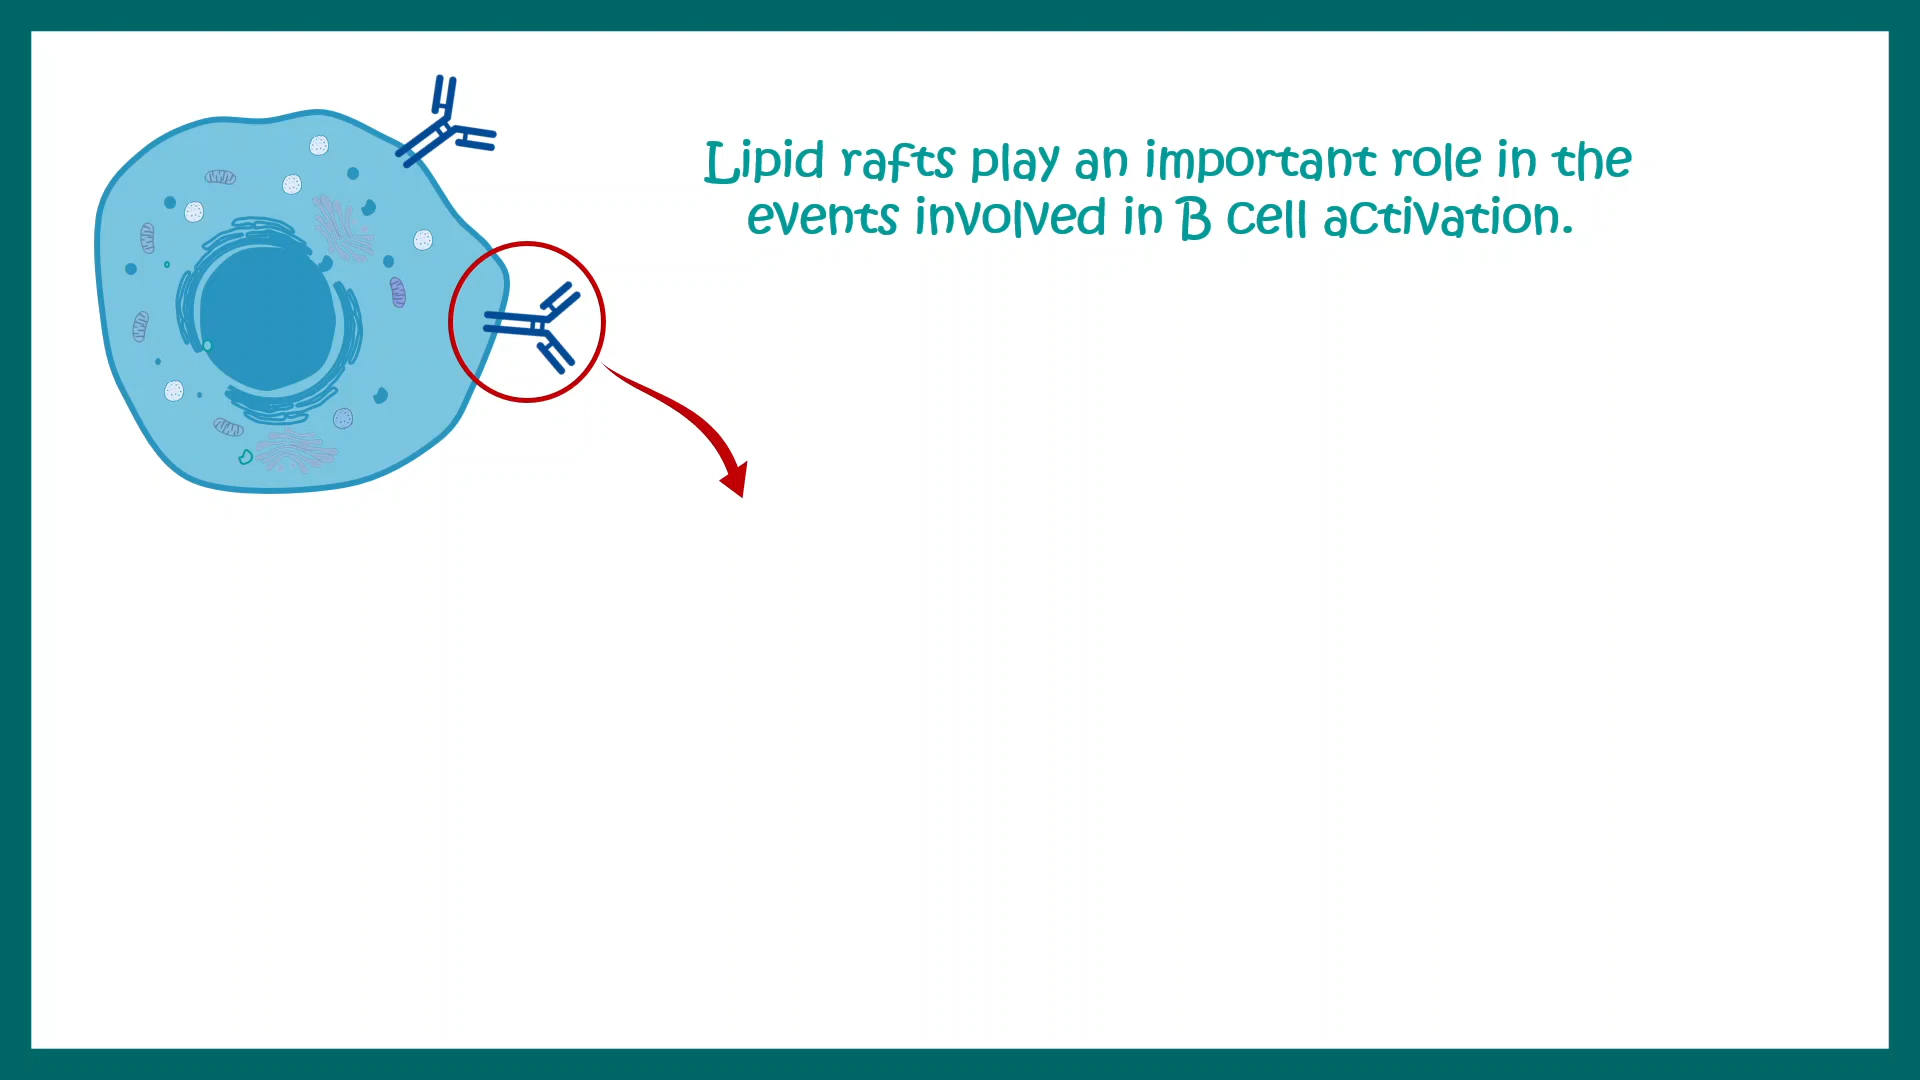 Lipid rafts play an important role in the
events involved in B cell activation.